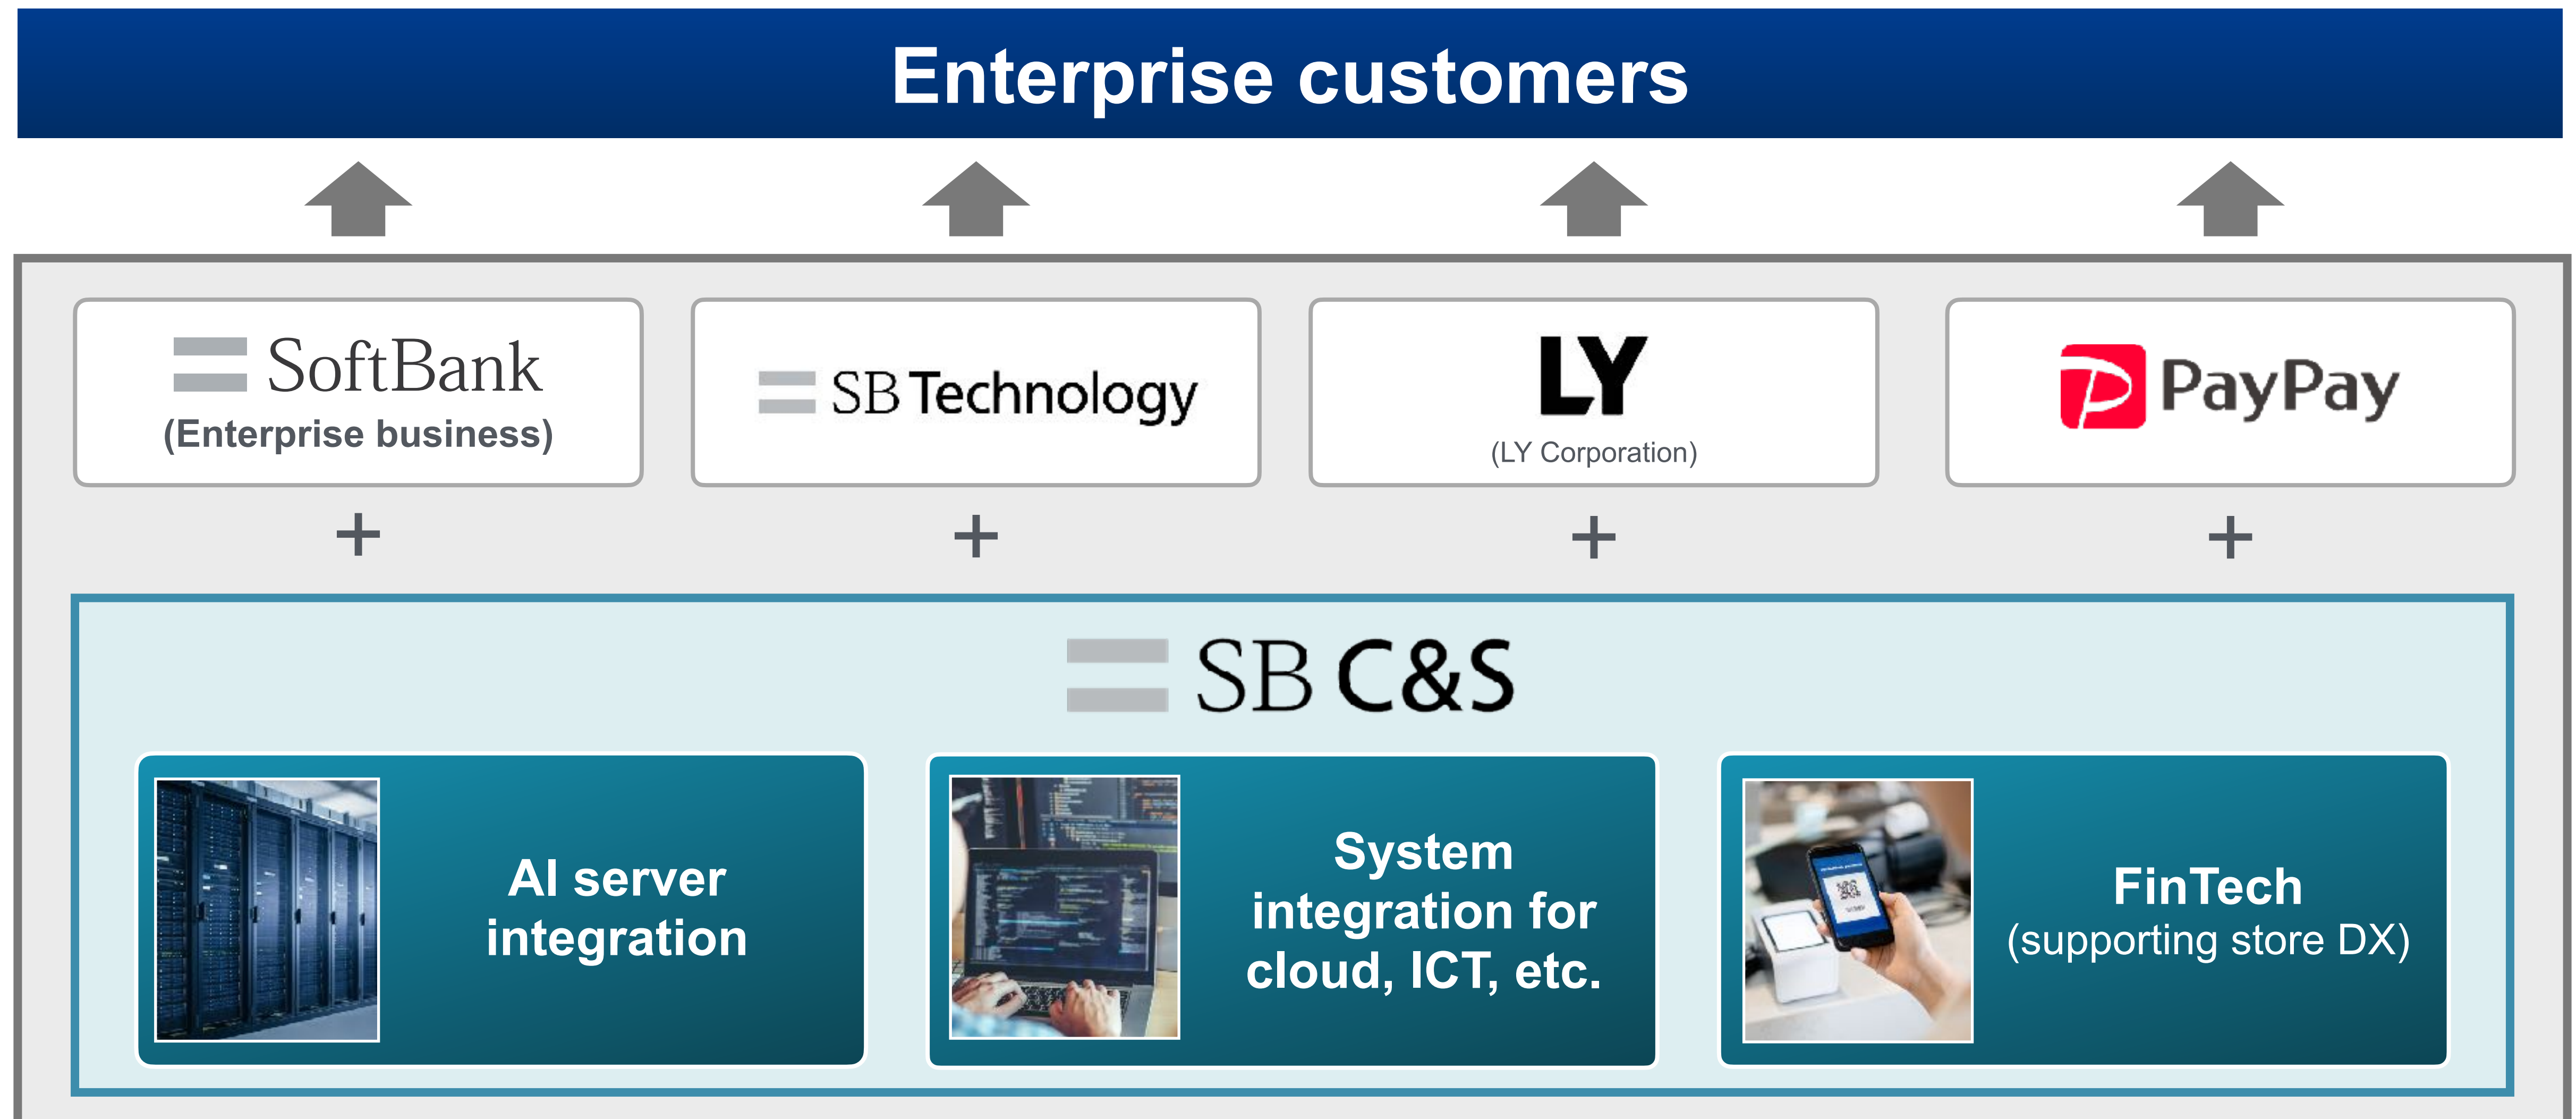 Enterprise customers
SoftBank
(Enterprise business)
SB Technology
LY
(LY Corporation)
PayPay
+ + + +
SB C&S
AI server
integration
System
integration for
cloud, ICT, etc.
FinTech
(supporting store DX)